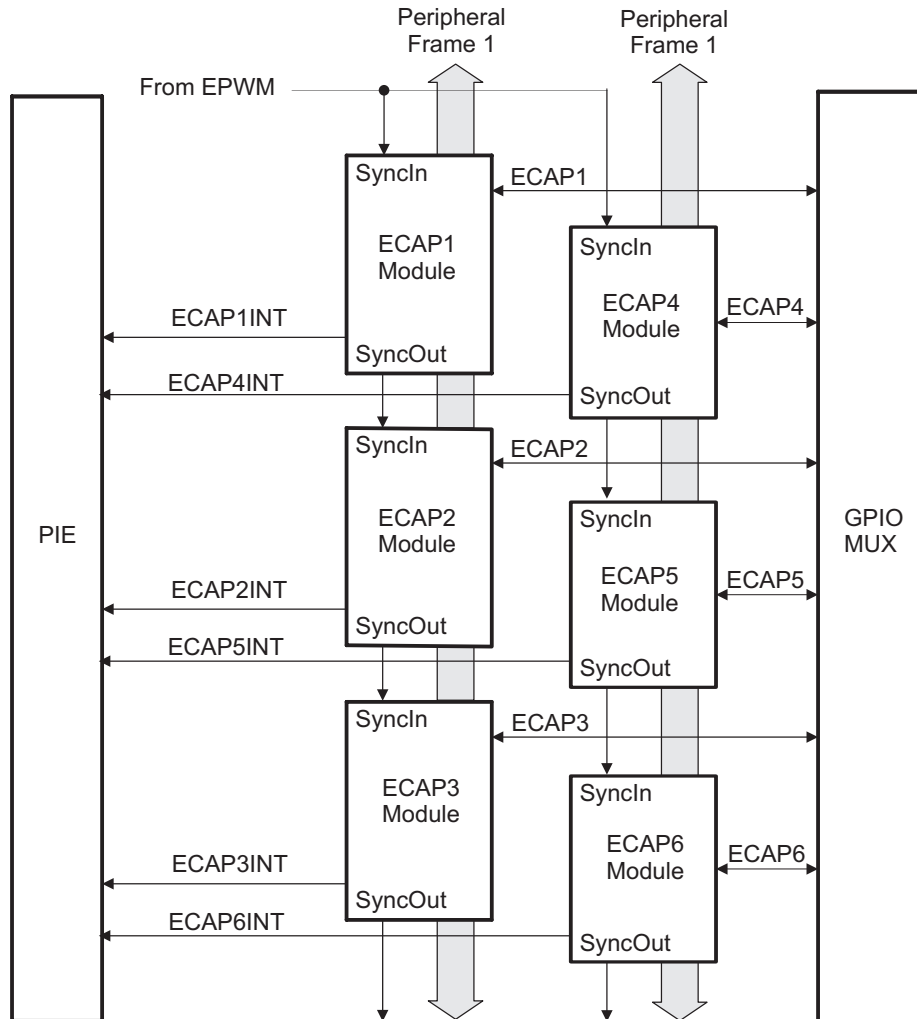 Peripheral
Frame 1
Peripheral
Frame 1
From EPWM
SyncIn
ECAP1
ECAP1
Module
SyncIn
ECAP4
Module
ECAP4
ECAP1INT
SyncOut
ECAP4INT
SyncOut
SyncIn
ECAP2
ECAP2
Module
PIE
SyncIn
GPIO
MUX
ECAP5
Module
ECAP5
ECAP2INT
SyncOut
ECAP5INT
SyncOut
SyncIn
ECAP3
ECAP3
Module
SyncIn
ECAP6
Module
ECAP6
ECAP3INT
SyncOut
ECAP6INT
SyncOut